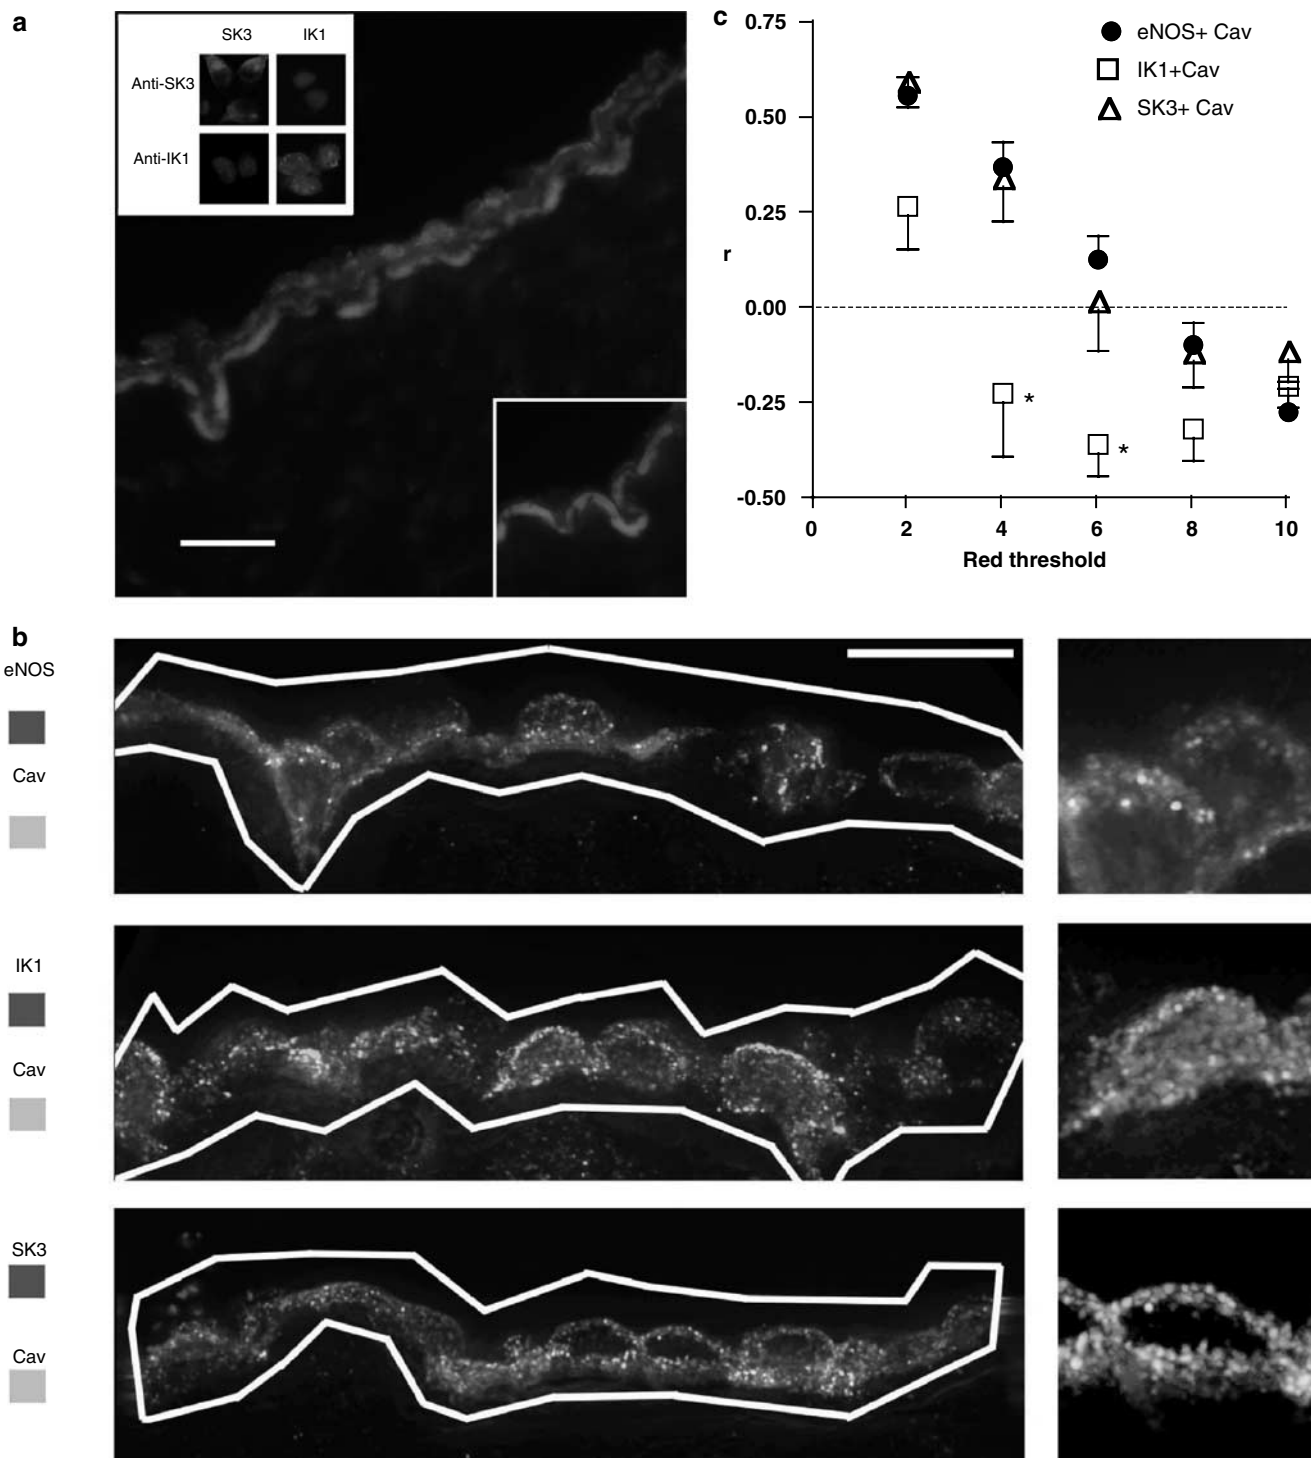 a
SK3 IK1
Anti-SK3
Anti-IK1
c
0.75
0.50
0.25
0.00
-0.25
-0.50
r
0 2 4 6 8 10
Red threshold
eNOS+ Cav
IK1+Cav
SK3+ Cav
*
*
b
eNOS
Cav
IK1
Cav
SK3
Cav